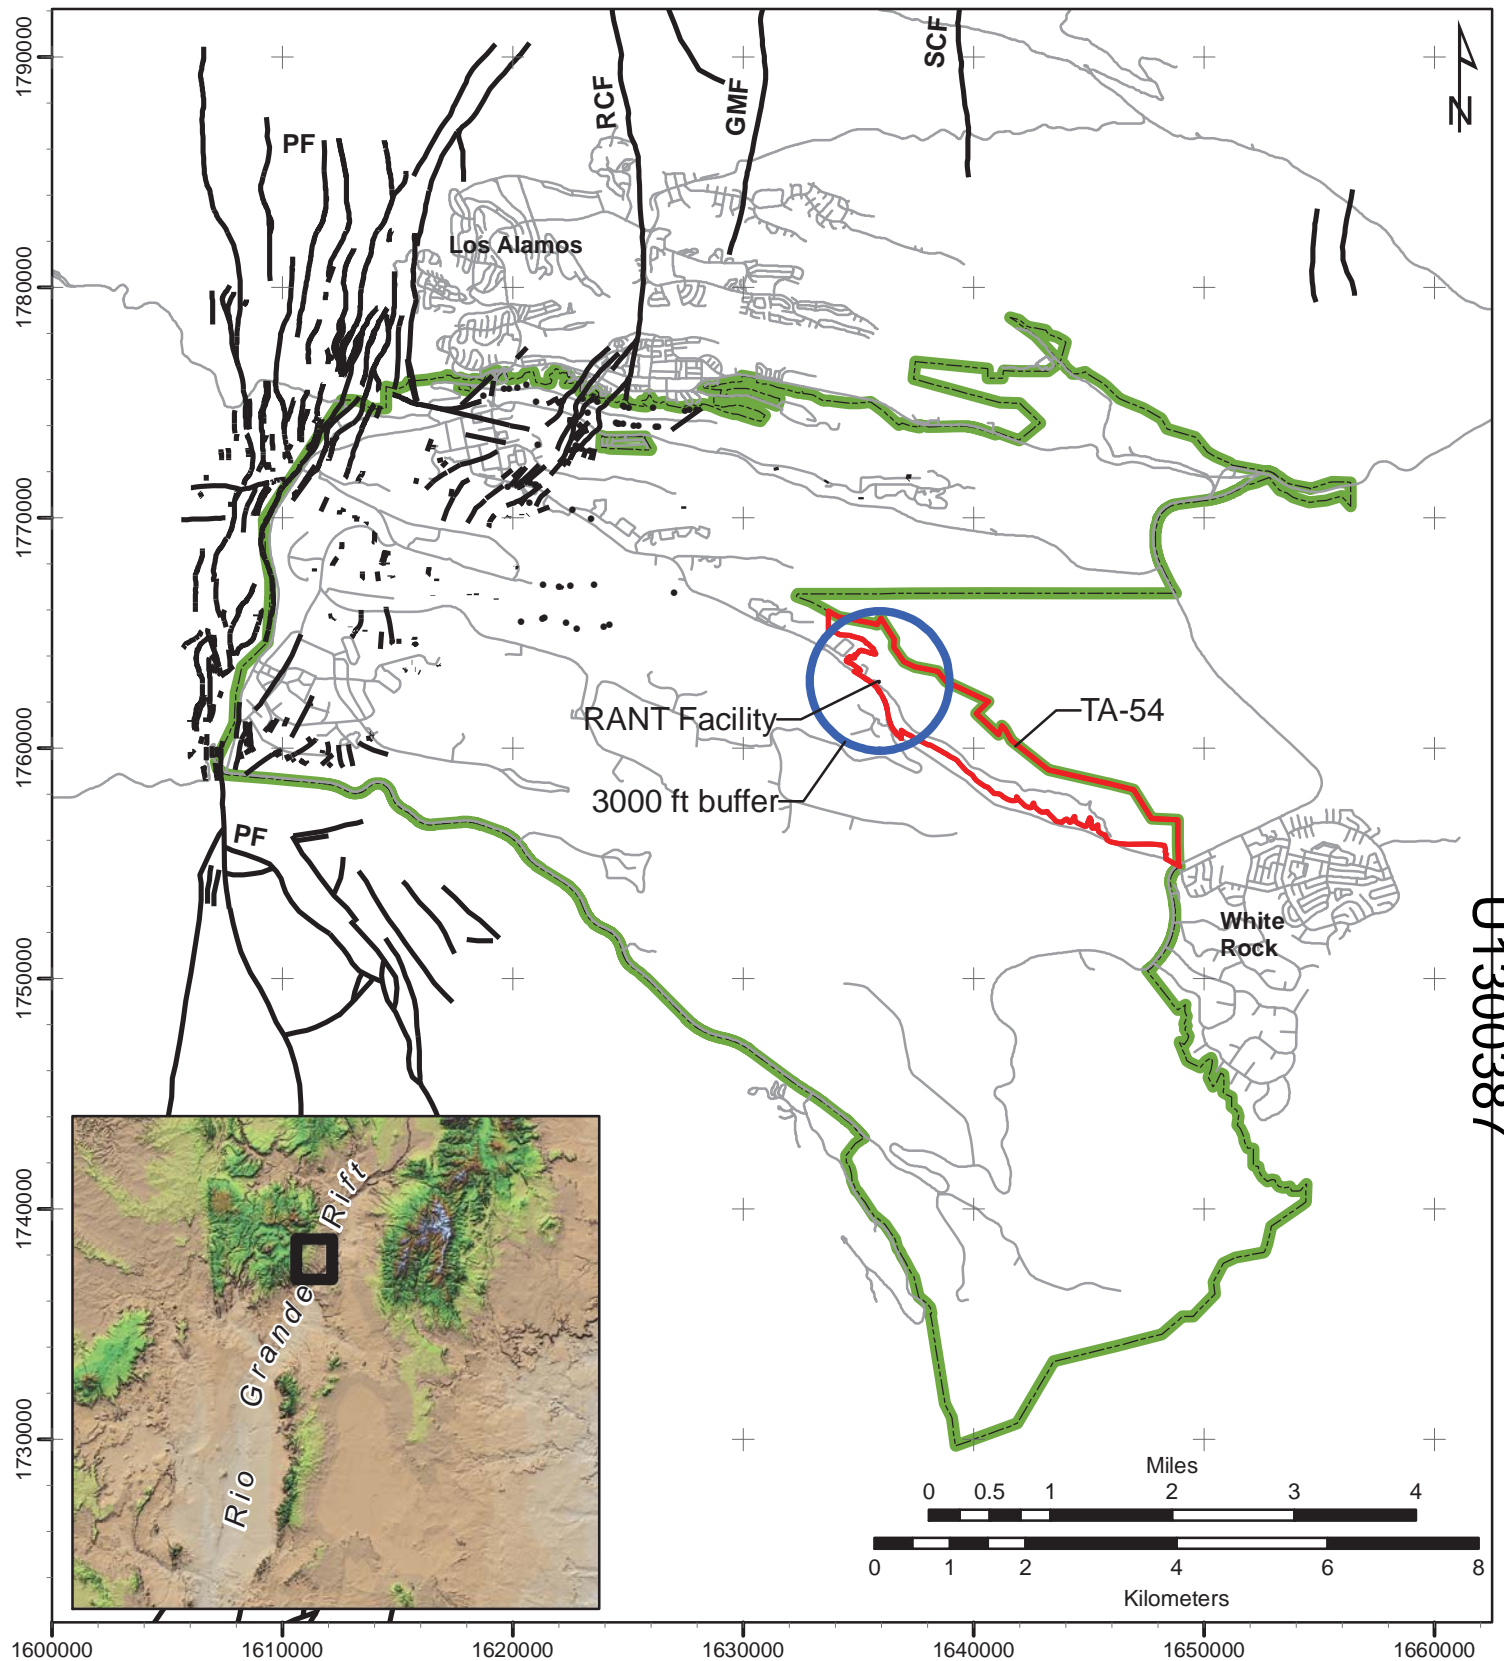 1790000
1780000
1770000
1760000
1750000
1740000
1730000
PF
RCF
GMF
SCF
N
Los Alamos
RANT Facility
TA-54
3000 ft buffer
PF
White
Rock
Rio Grande Rift
Miles
0 0.5 1 2 3 4
0 1 2 4 6 8
Kilometers
1600000 1610000 1620000 1630000 1640000 1650000 1660000